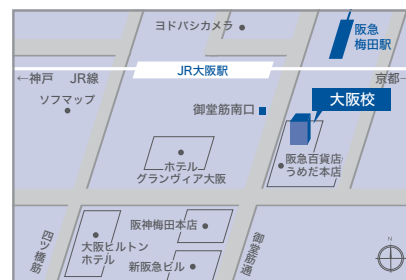 ヨドバシカメラ
阪急
梅田駅
JR大阪駅
←神戸 JR線
京都→
ソフマップ
御堂筋南口
大阪校
ホテル
グランヴィア大阪
阪急百貨店
うめだ本店
四ツ橋筋
大阪ヒルトン
ホテル
阪神梅田本店
新阪急ビル
御堂筋通
N